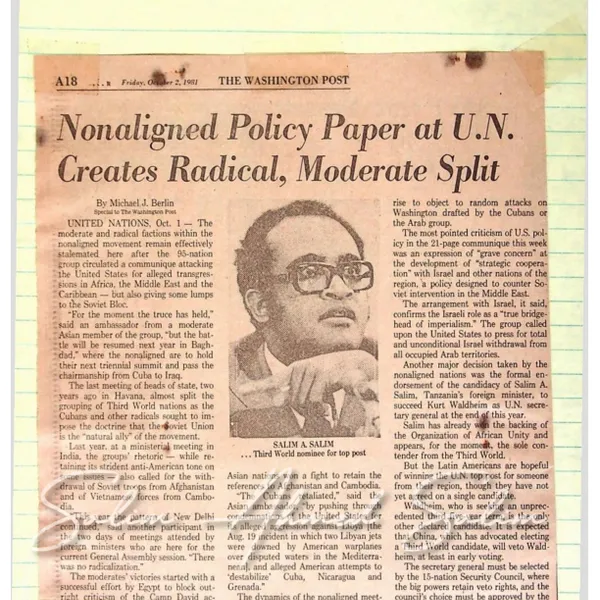 A18
Friday, October 2, 1981
THE WASHINGTON POST
Nonaligned Policy Paper at U.N.
Creates Radical, Moderate Split
By Michael J. Berlin
Special to The Washington Post
UNITED NATIONS, Oct. 1 — The
moderate and radical factions within the
nonaligned movement remain effectively
stalemated here after the 95-nation
group circulated a communique attacking
the United States for alleged transgres-
sions in Africa, the Middle East and the
Caribbean — but also giving some lumps
to the Soviet Bloc.
"For the moment the truce has held,"
said an ambassador from a moderate
Asian member of the group, "but the bat-
tle will be resumed next year in Bagh-
dad," where the nonaligned are to hold
their next triennial summit and pass the
chairmanship from Cuba to Iraq.
The last meeting of heads of state, two
years ago in Havana, almost split the
grouping of Third World nations as the
Cubans and other radicals sought to im-
pose the doctrine that the Soviet Union
is the "natural ally" of the movement.
Last year, at a ministerial meeting in
India, the groups' rhetoric — while re-
taining its strident anti-American tone on
issues also called for the with-
drawal of Soviet troops from Afghanistan
and of Vietnamese forces from Cambo-
dia.
"This year the of New Delhi
continued," said another participant in
the two days of meetings attended by
foreign ministers who are here for the
current General Assembly session. "There
was no radicalization."
The moderates' victories started with a
successful effort by Egypt to block out-
right criticism of the Camp David ac-
SALIM A. SALIM
. . . Third World nominee for top post
Asian nations won a fight to retain the
references to Afghanistan and Cambodia.
"The Cubans retaliated," said the
by pushing through
the United States
for alleged
Aug. 19 incident in which two Libyan jets
were downed by American warplanes
over disputed waters in the Mediterra-
nean, and alleged American attempts to
'destabilize' Cuba, Nicaragua and
Grenada."
The dynamics of the nonaligned meet-
rise to object to random attacks on
Washington drafted by the Cubans or
the Arab group.
The most pointed criticism of U.S. pol-
icy in the 21-page communique this week
was an expression of "grave concern" at
the development of "strategic coopera-
tion" with Israel and other nations of the
region, a policy designed to counter So-
viet intervention in the Middle East.
The arrangement with Israel, it said,
confirms the Israeli role as a "true bridge-
head of imperialism." The group called
upon the United States to press for total
and unconditional Israeli withdrawal from
all occupied Arab territories.
Another major decision taken by the
nonaligned nations was the formal en-
dorsement of the candidacy of Salim A.
Salim, Tanzania's foreign minister, to
succeed Kurt Waldheim as U.N. secre-
tary general at the end of this year.
Salim has already won the backing of
the Organization of African Unity and
appears, for the moment, the sole con-
tender from the Third World.
But the Latin Americans are hopeful
of winning the U.N. top post for someone
from their region, though they have not
yet agreed on a single candidate.
Waldheim, who is seeking an unprec-
edented third five-year term, is the only
other declared candidate. It is expected
that China, which has advocated electing
a Third World candidate, will veto Wald-
heim, at least in early voting.
The secretary general must be selected
by the 15-nation Security Council, where
the big powers retain veto rights, and the
council's choice must be approved by the